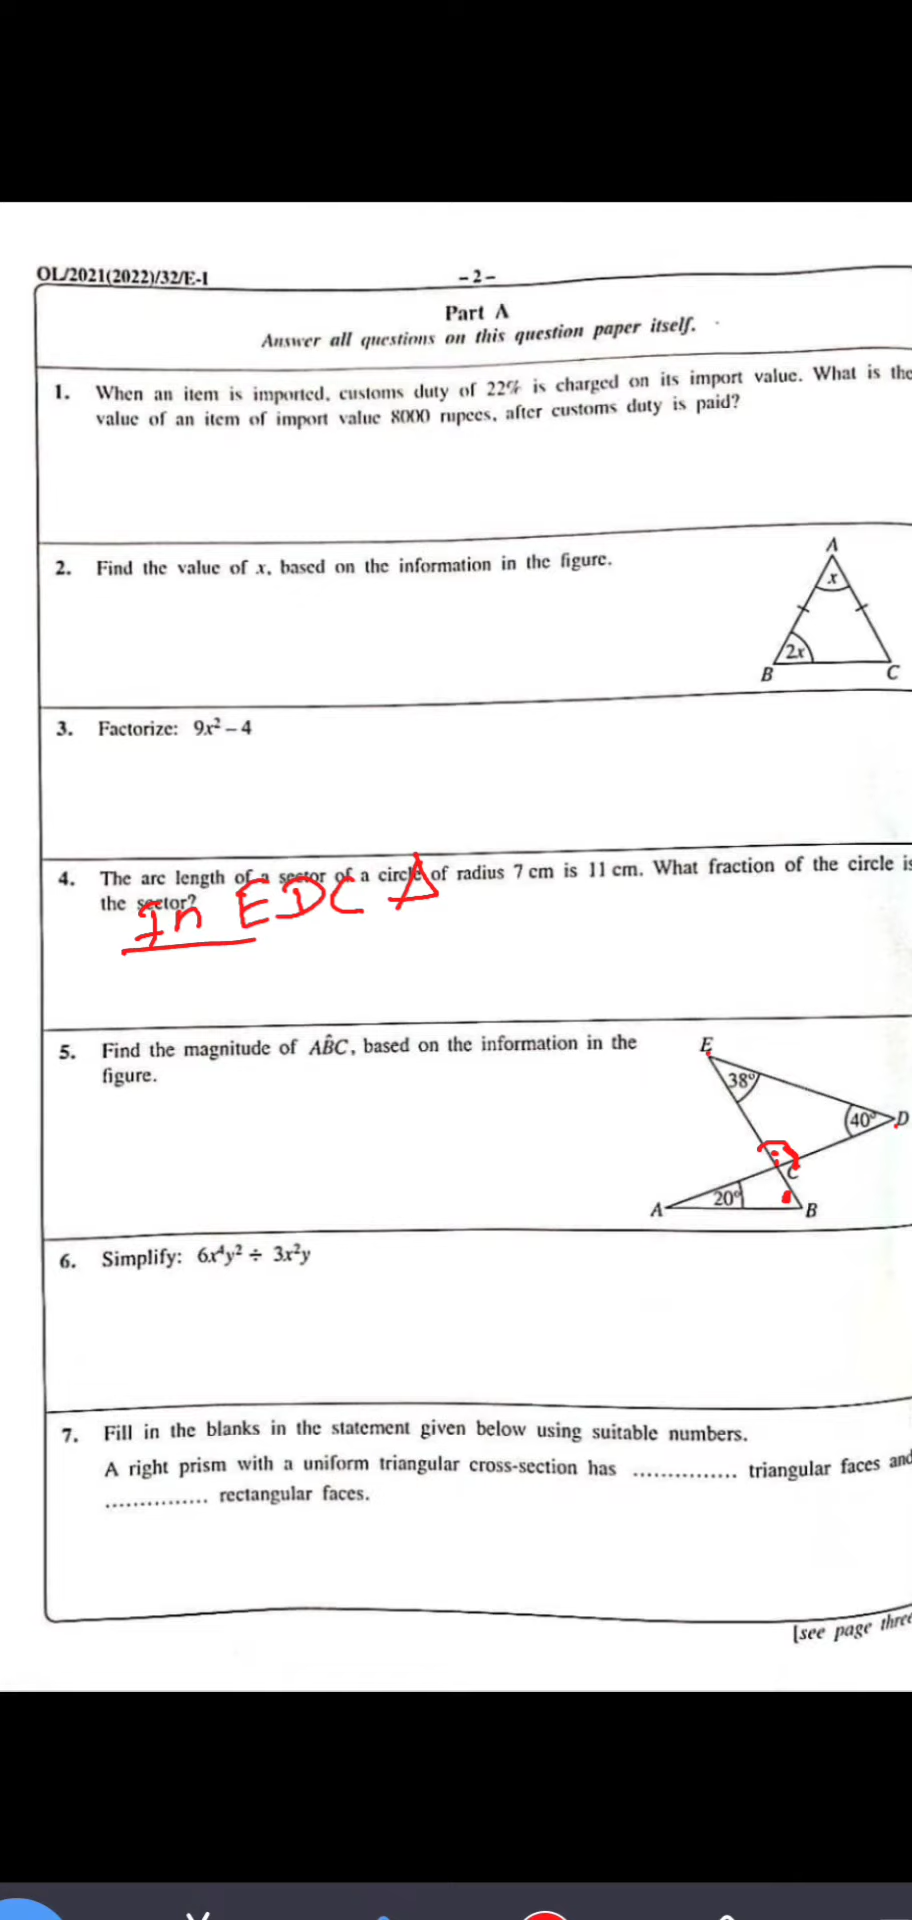 OL/2021(2022)/32/E-I
- 2 -
Part A
Answer all questions on this question paper itself.
1. When an item is imported, customs duty of 22% is charged on its import value. What is the
value of an item of import value 8000 rupees, after customs duty is paid?
2. Find the value of x, based on the information in the figure.
A
x
2x
B
C
3. Factorize: 9x² – 4
4. The arc length of a sector of a circle of radius 7 cm is 11 cm. What fraction of the circle is
the sector?
In EDC Δ
5. Find the magnitude of AB̂C, based on the information in the
figure.
E
38°
40°
D
C
20°
A
B
6. Simplify: 6x⁴y² ÷ 3x²y
7. Fill in the blanks in the statement given below using suitable numbers.
A right prism with a uniform triangular cross-section has .............. triangular faces and
.............. rectangular faces.
[see page three